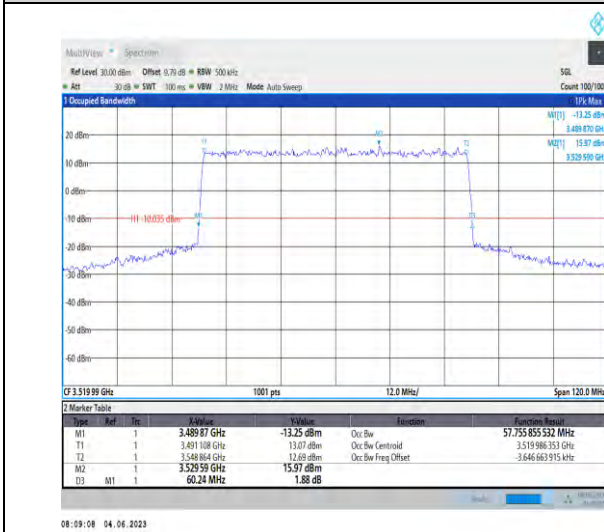 MultiView Spectrum
Ref Level 30.00 dBm Offset 9.79 dB RBW 500 kHz SGL
Att 30 dB SWT 100 ms VBW 2 MHz Mode Auto Sweep Count 100/100
1 Occupied Bandwidth 1Pk Max
M1[1] -13.25 dBm
3.489 870 GHz
M2[1] 15.97 dBm
3.529 590 GHz
20 dBm
10 dBm
0 dBm
-10 dBm
H1 -10.035 dBm
-20 dBm
-30 dBm
-40 dBm
-50 dBm
-60 dBm
T1
M2
T2
M1
D3
CF 3.519 99 GHz 1001 pts 12.0 MHz/ Span 120.0 MHz
2 Marker Table
Type Ref Trc X-Value Y-Value Function Function Result
M1 1 3.489 87 GHz -13.25 dBm Occ Bw 57.755 855 532 MHz
T1 1 3.491 108 GHz 13.07 dBm Occ Bw Centroid 3.519 986 353 GHz
T2 1 3.548 864 GHz 12.69 dBm Occ Bw Freq Offset -3.646 663 915 kHz
M2 1 3.529 59 GHz 15.97 dBm
D3 M1 1 60.24 MHz 1.88 dB
08:09:08 04.06.2023